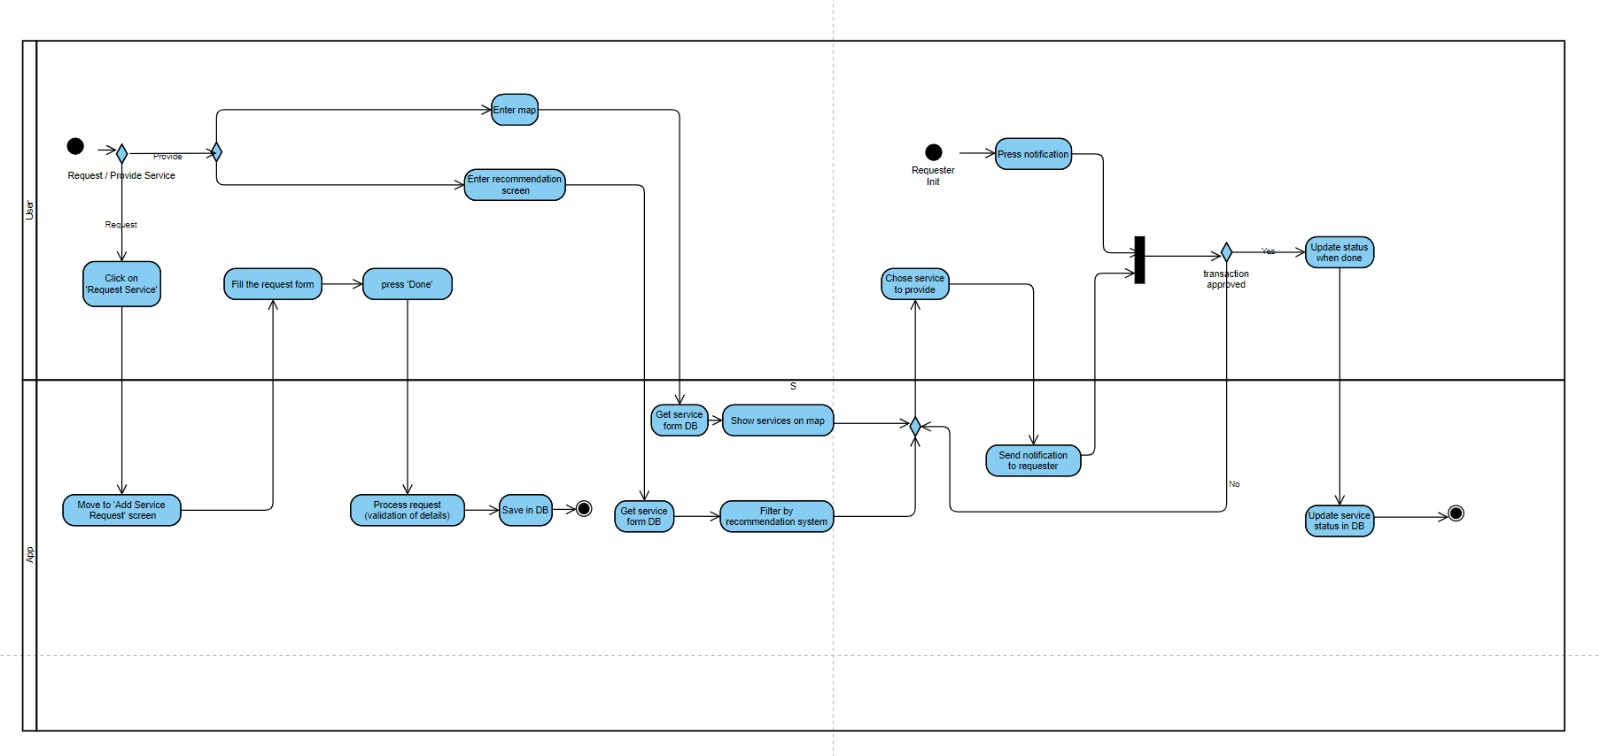 User
Request / Provide Service
Provide
Request
Enter map
Enter recommendation
screen
Click on
'Request Service'
Fill the request form
press 'Done'
Requester
Init
Press notification
Chose service
to provide
transaction
approved
Yes
Update status
when done
App
S
Move to 'Add Service
Request' screen
Process request
(validation of details)
Save in DB
Get service
form DB
Show services on map
Get service
form DB
Filter by
recommendation system
Send notification
to requester
No
Update service
status in DB